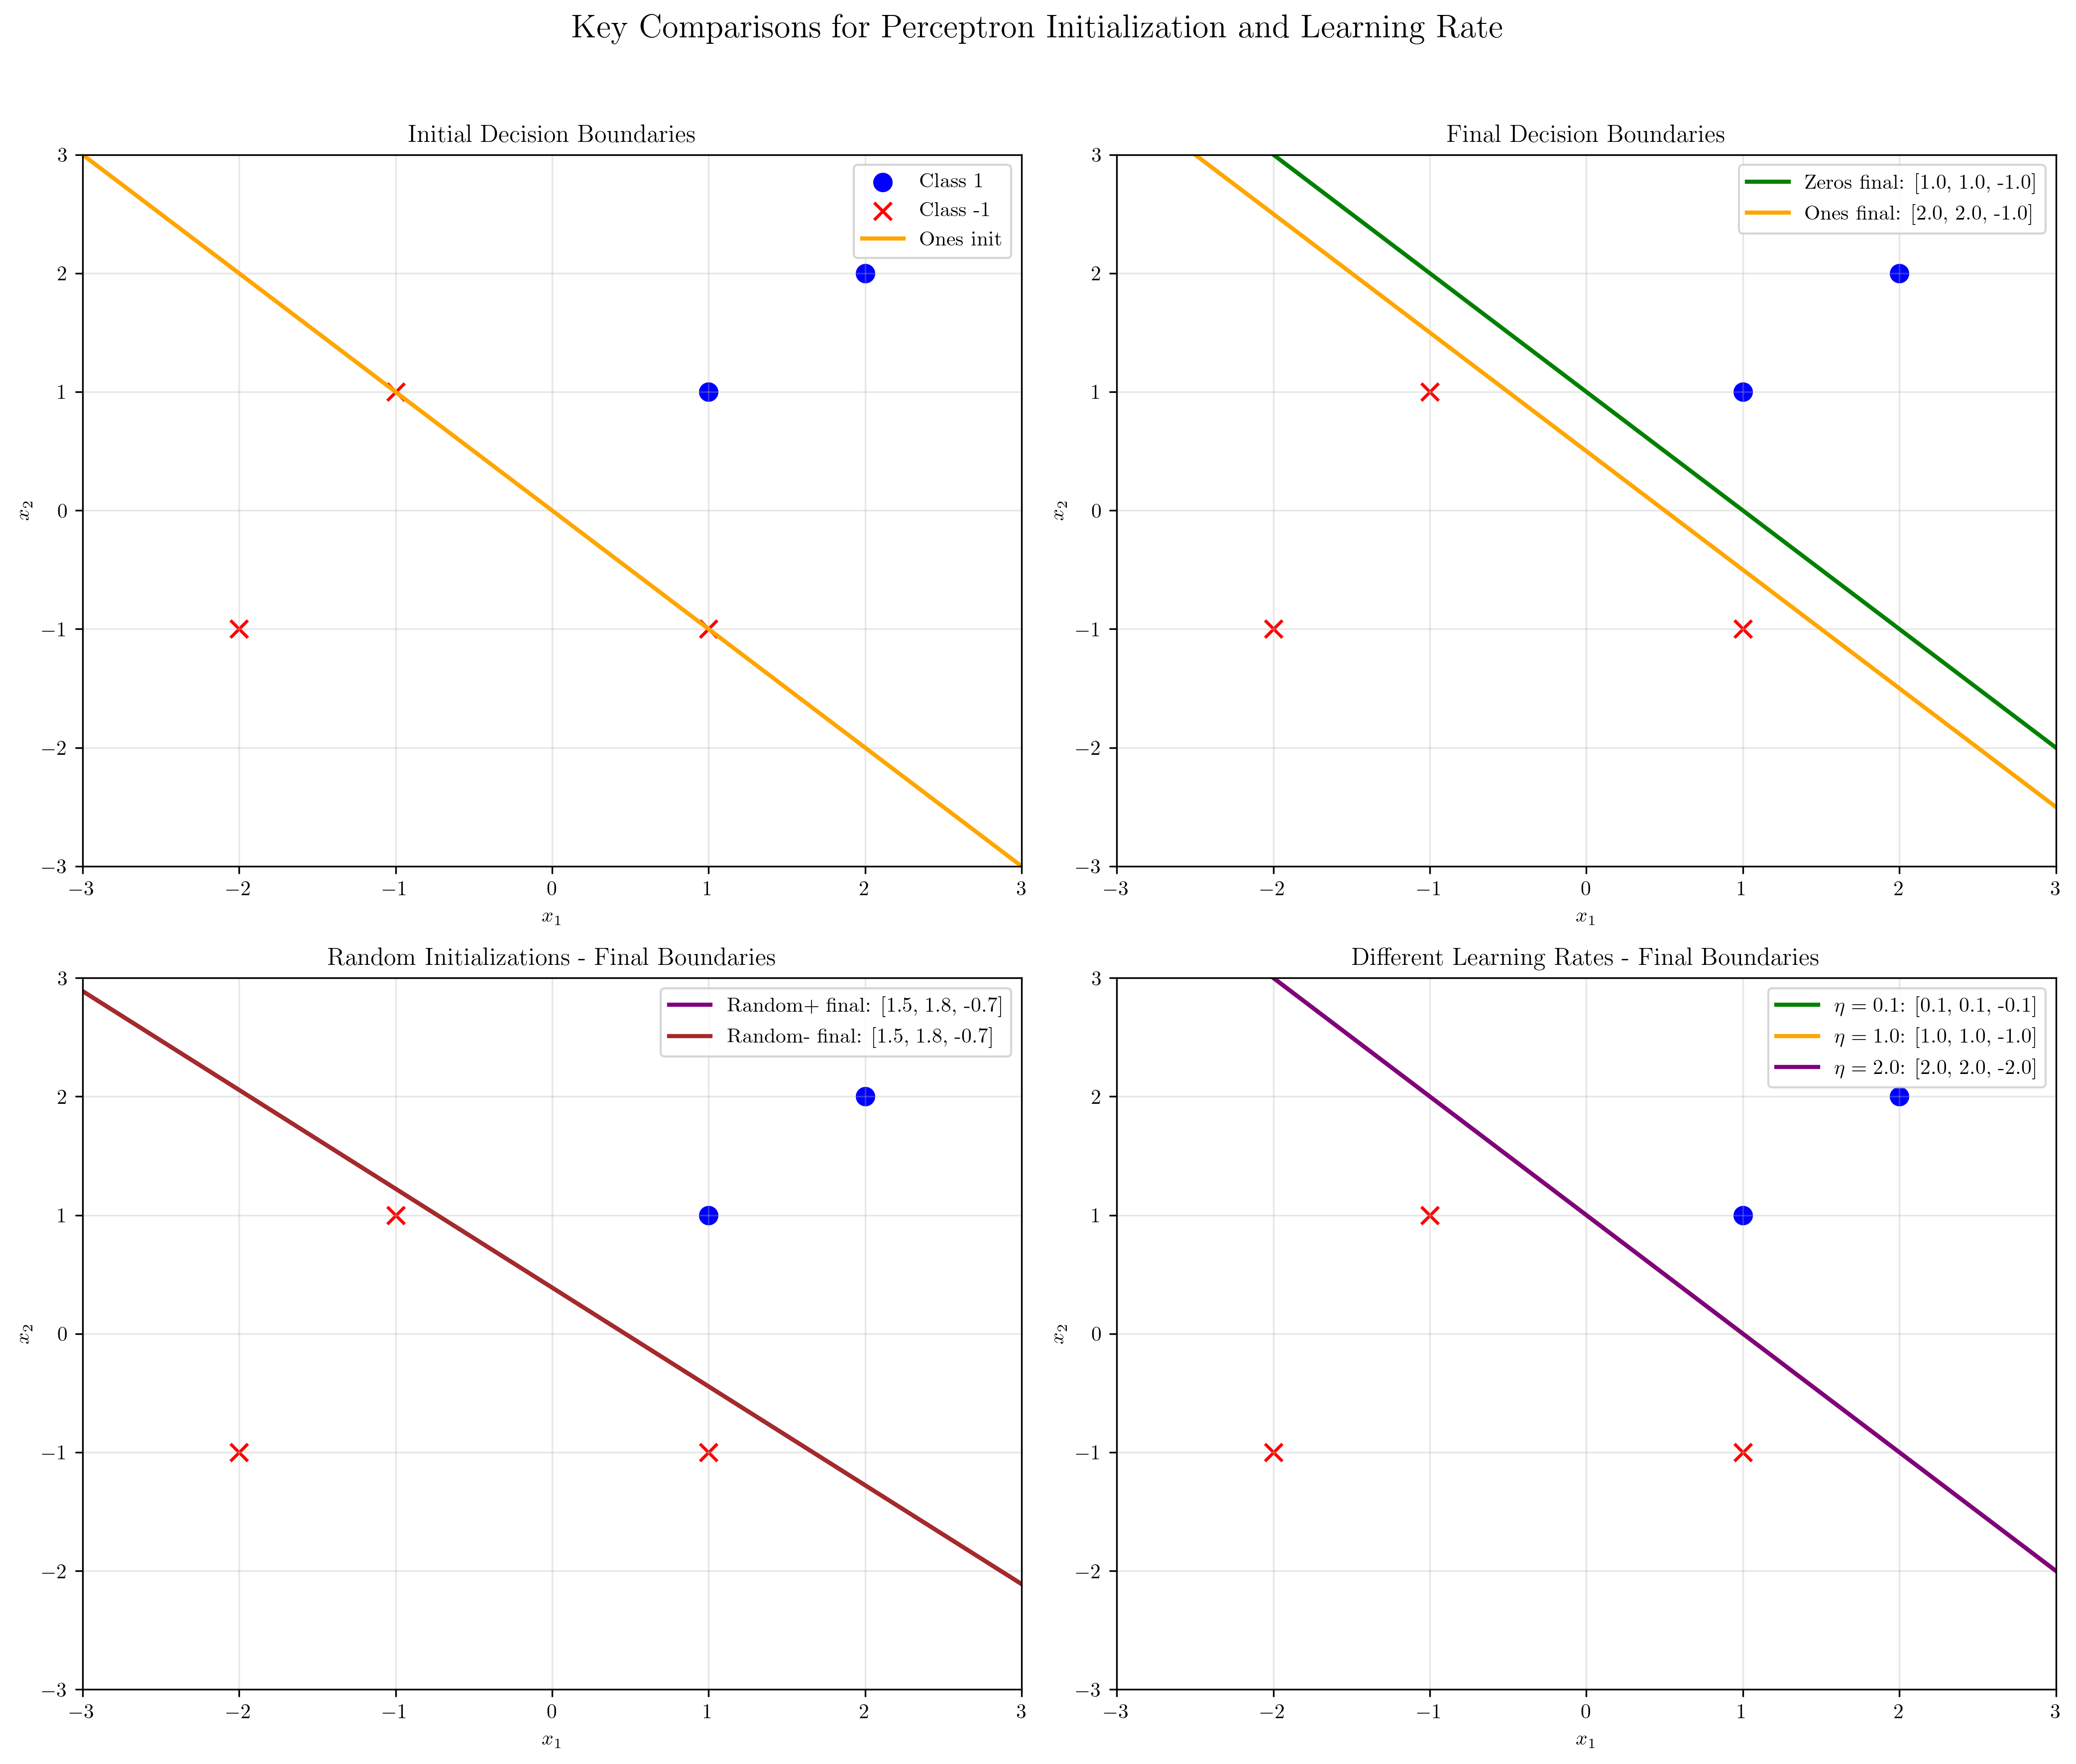 Key Comparisons for Perceptron Initialization and Learning Rate
Initial Decision Boundaries
3
2
1
0
−1
−2
−3
x₂
Class 1
Class -1
Ones init
−3 −2 −1 0 1 2 3
x₁
Final Decision Boundaries
3
2
1
0
−1
−2
−3
x₂
Zeros final: [1.0, 1.0, -1.0]
Ones final: [2.0, 2.0, -1.0]
−3 −2 −1 0 1 2 3
x₁
Random Initializations - Final Boundaries
3
2
1
0
−1
−2
−3
x₂
Random+ final: [1.5, 1.8, -0.7]
Random- final: [1.5, 1.8, -0.7]
−3 −2 −1 0 1 2 3
x₁
Different Learning Rates - Final Boundaries
3
2
1
0
−1
−2
−3
x₂
η = 0.1: [0.1, 0.1, -0.1]
η = 1.0: [1.0, 1.0, -1.0]
η = 2.0: [2.0, 2.0, -2.0]
−3 −2 −1 0 1 2 3
x₁